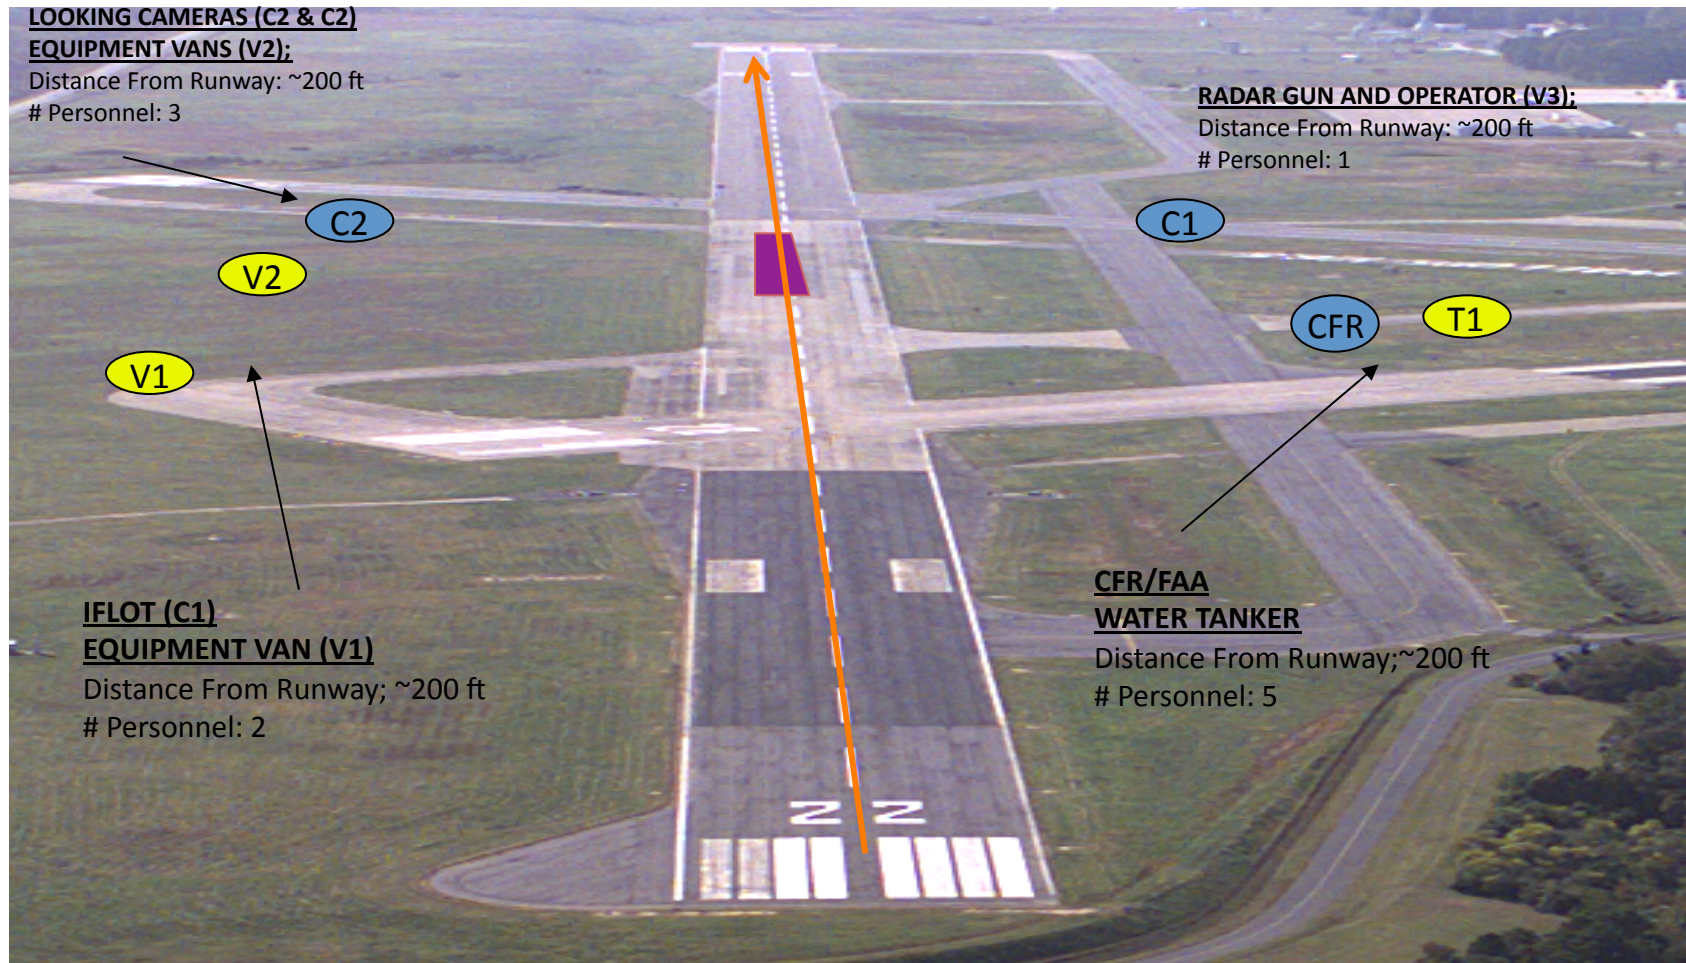 LOOKING CAMERAS (C2 & C2)
EQUIPMENT VANS (V2);
Distance From Runway: ~200 ft
# Personnel: 3
RADAR GUN AND OPERATOR (V3);
Distance From Runway: ~200 ft
# Personnel: 1
C2
C1
V2
CFR
T1
V1
IFLOT (C1)
EQUIPMENT VAN (V1)
Distance From Runway; ~200 ft
# Personnel: 2
CFR/FAA
WATER TANKER
Distance From Runway;~200 ft
# Personnel: 5
22